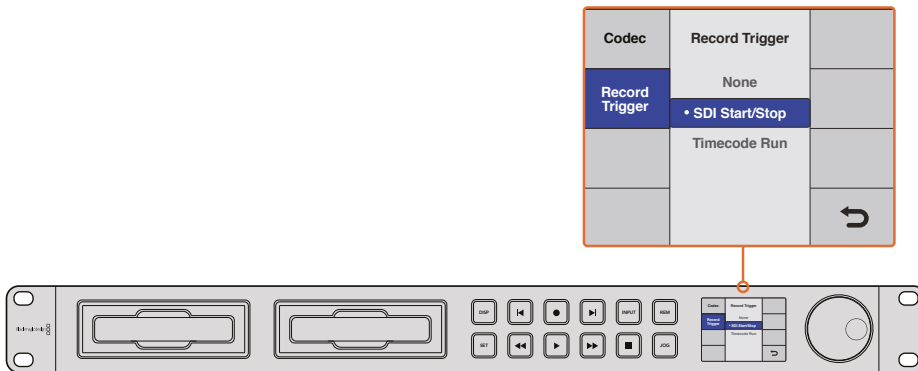 Codec
Record Trigger
Record
Trigger
None
• SDI Start/Stop
Timecode Run
DISP
INPUT
REM
SET
JOG
Codec
Record Trigger
Record
Trigger
None
• SDI Start/Stop
Timecode Run